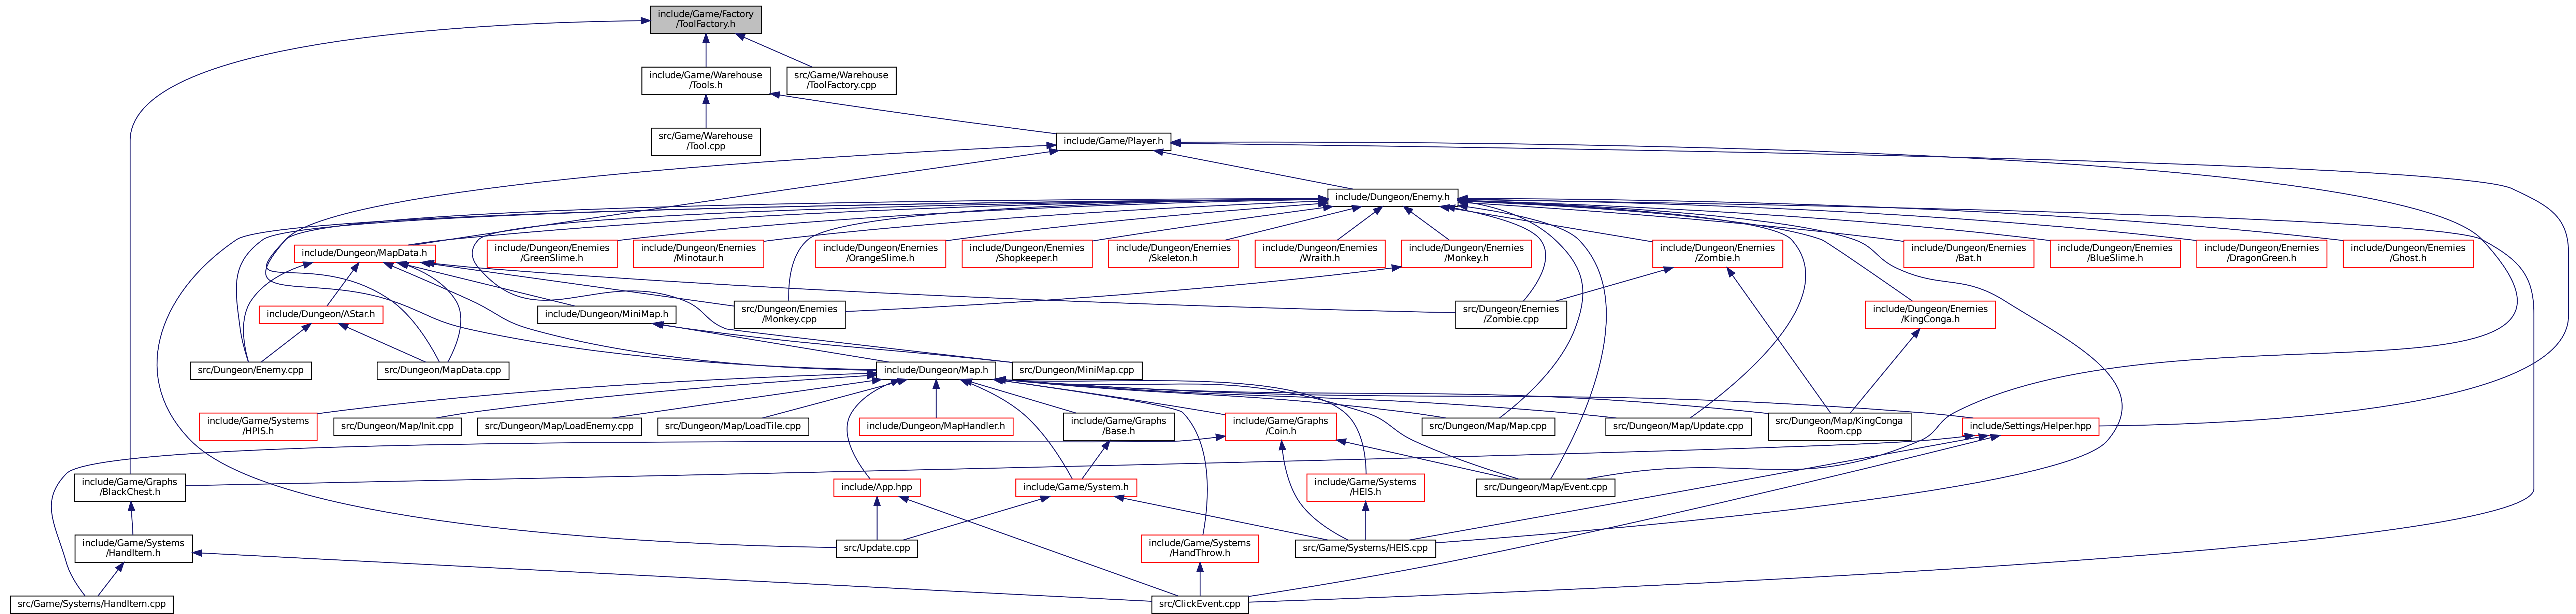 include/Game/Factory
/ToolFactory.h
include/Game/Warehouse
/Tools.h
src/Game/Warehouse
/ToolFactory.cpp
src/Game/Warehouse
/Tool.cpp
include/Game/Player.h
include/Dungeon/Enemy.h
include/Dungeon/MapData.h
include/Dungeon/Enemies
/GreenSlime.h
include/Dungeon/Enemies
/Minotaur.h
include/Dungeon/Enemies
/OrangeSlime.h
include/Dungeon/Enemies
/Shopkeeper.h
include/Dungeon/Enemies
/Skeleton.h
include/Dungeon/Enemies
/Wraith.h
include/Dungeon/Enemies
/Monkey.h
include/Dungeon/Enemies
/Zombie.h
include/Dungeon/Enemies
/Bat.h
include/Dungeon/Enemies
/BlueSlime.h
include/Dungeon/Enemies
/DragonGreen.h
include/Dungeon/Enemies
/Ghost.h
include/Dungeon/AStar.h
include/Dungeon/MiniMap.h
src/Dungeon/Enemies
/Monkey.cpp
src/Dungeon/Enemies
/Zombie.cpp
include/Dungeon/Enemies
/KingConga.h
src/Dungeon/Enemy.cpp
src/Dungeon/MapData.cpp
include/Dungeon/Map.h
src/Dungeon/MiniMap.cpp
include/Game/Systems
/HPIS.h
src/Dungeon/Map/Init.cpp
src/Dungeon/Map/LoadEnemy.cpp
src/Dungeon/Map/LoadTile.cpp
include/Dungeon/MapHandler.h
include/Game/Graphs
/Base.h
include/Game/Graphs
/Coin.h
src/Dungeon/Map/Map.cpp
src/Dungeon/Map/Update.cpp
src/Dungeon/Map/KingConga
Room.cpp
include/Settings/Helper.hpp
include/Game/Graphs
/BlackChest.h
include/App.hpp
include/Game/System.h
include/Game/Systems
/HEIS.h
src/Dungeon/Map/Event.cpp
include/Game/Systems
/HandItem.h
src/Update.cpp
include/Game/Systems
/HandThrow.h
src/Game/Systems/HEIS.cpp
src/Game/Systems/HandItem.cpp
src/ClickEvent.cpp